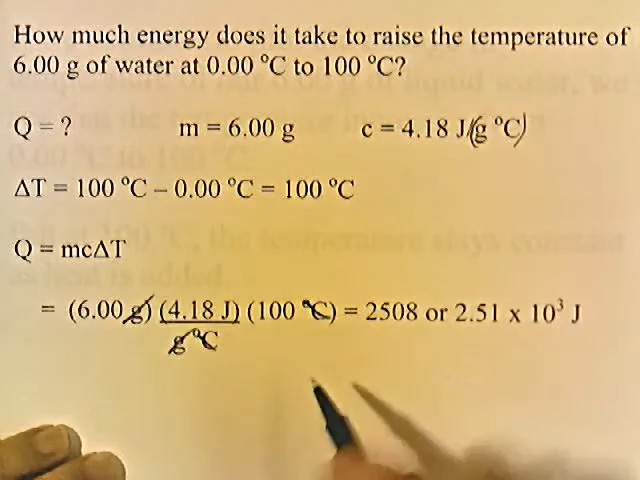 How much energy does it take to raise the temperature of
6.00 g of water at 0.00 °C to 100 °C?
Q = ? m = 6.00 g c = 4.18 J/(g °C)
ΔT = 100 °C – 0.00 °C = 100 °C
Q = mcΔT
= (6.00 g) (4.18 J) (100 °C) = 2508 or 2.51 x 10³ J
g °C